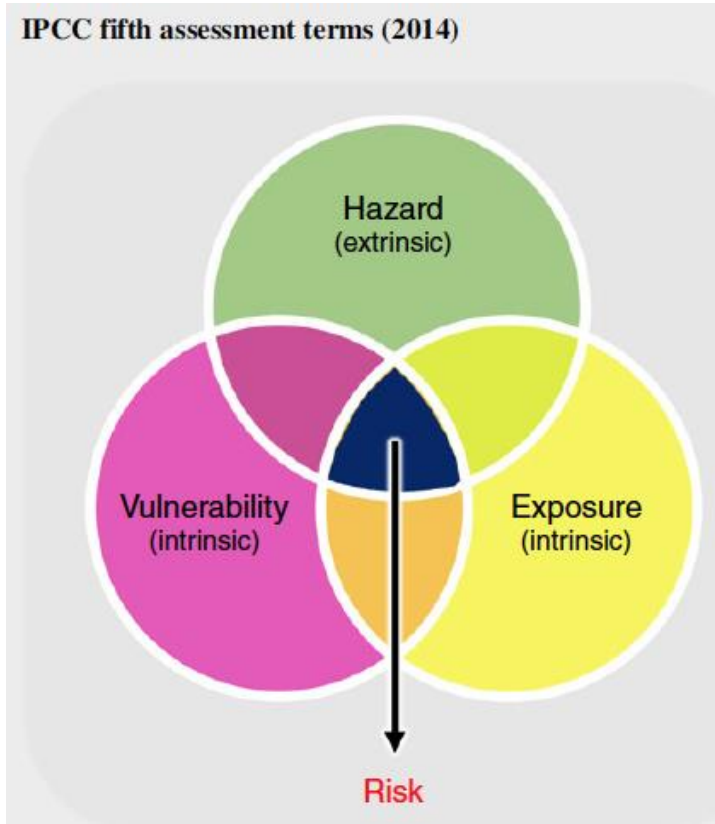 IPCC fifth assessment terms (2014)
Hazard
(extrinsic)
Vulnerability
(intrinsic)
Exposure
(intrinsic)
Risk